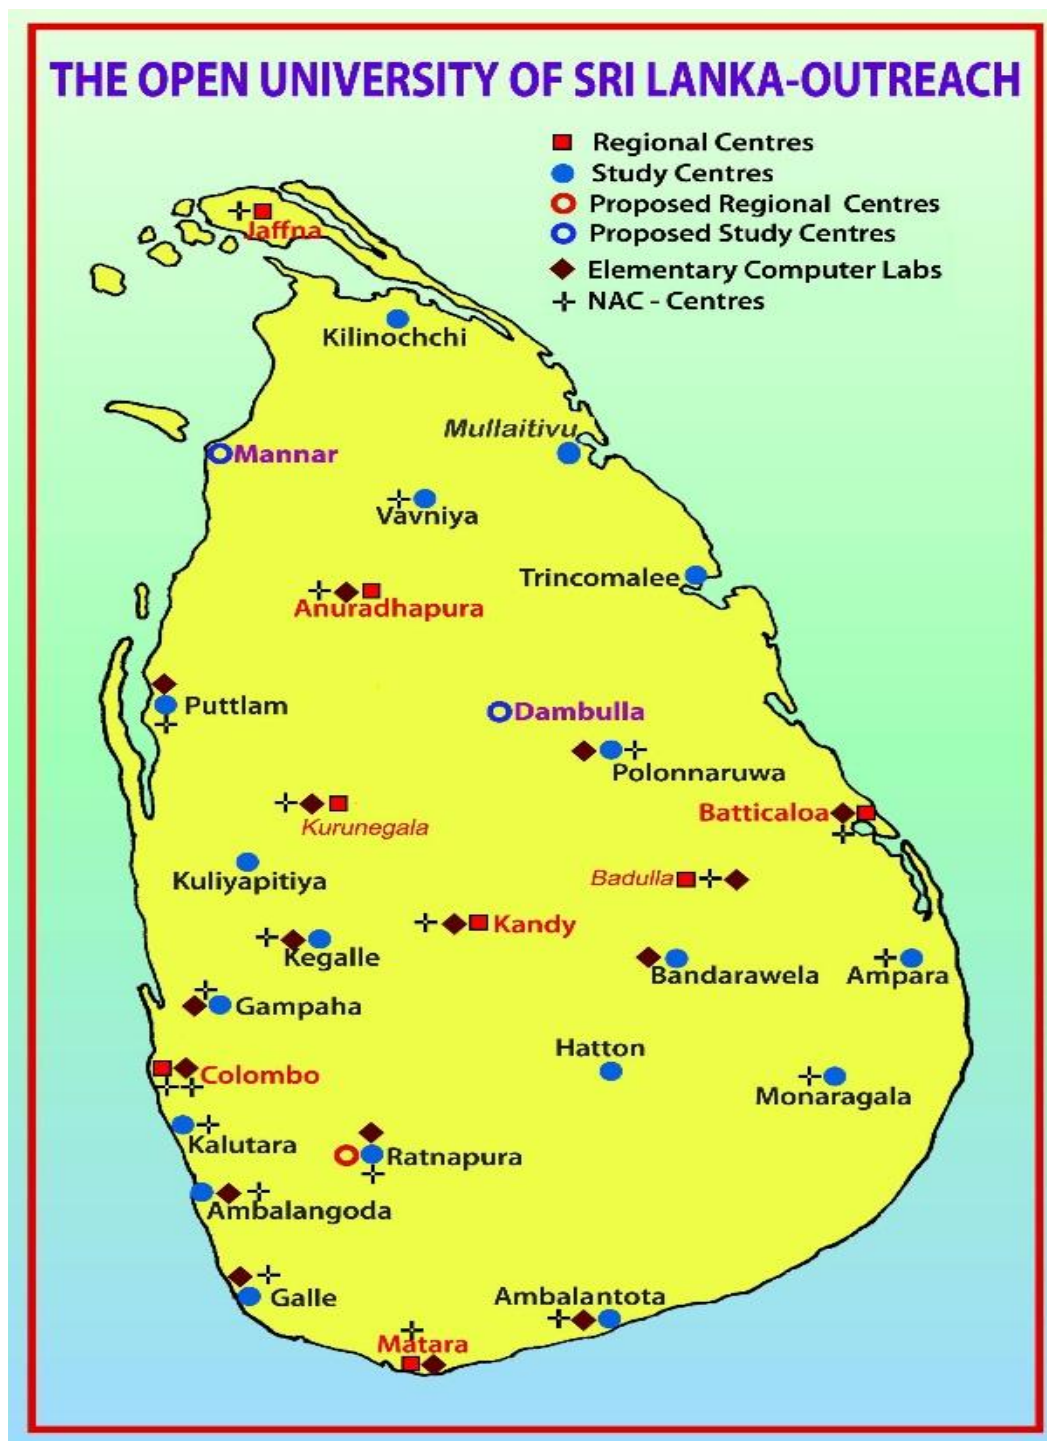 THE OPEN UNIVERSITY OF SRI LANKA-OUTREACH
Regional Centres
Study Centres
Proposed Regional Centres
Proposed Study Centres
Elementary Computer Labs
NAC - Centres
Jaffna
Kilinochchi
Mullaitivu
Mannar
Vavniya
Trincomalee
Anuradhapura
Puttlam
Dambulla
Polonnaruwa
Kurunegala
Batticaloa
Kuliyapitiya
Badulla
Kandy
Kegalle
Bandarawela
Ampara
Gampaha
Hatton
Colombo
Monaragala
Kalutara
Ratnapura
Ambalangoda
Galle
Ambalantota
Matara